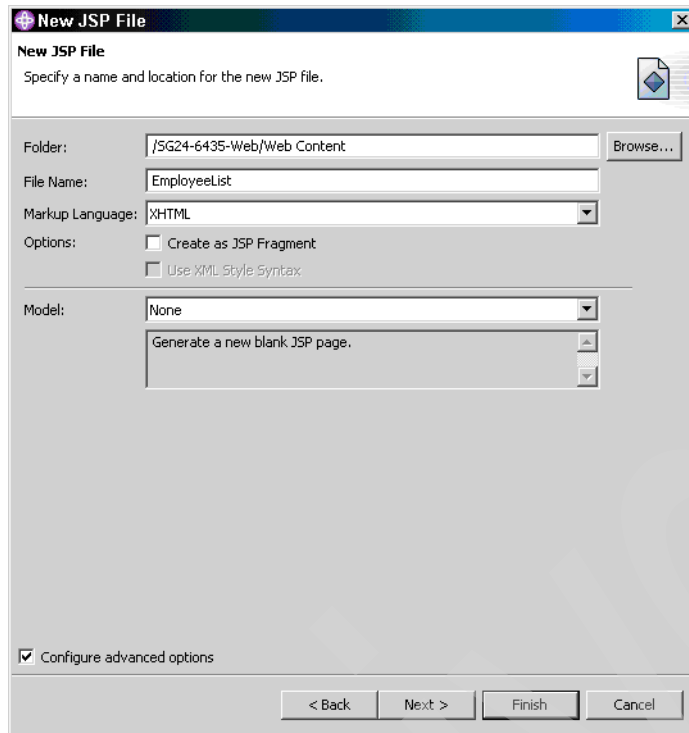 New JSP File
New JSP File
Specify a name and location for the new JSP file.
Folder: /SG24-6435-Web/Web Content Browse...
File Name: EmployeeList
Markup Language: XHTML
Options: Create as JSP Fragment
Use XML Style Syntax
Model: None
Generate a new blank JSP page.
Configure advanced options
< Back Next > Finish Cancel